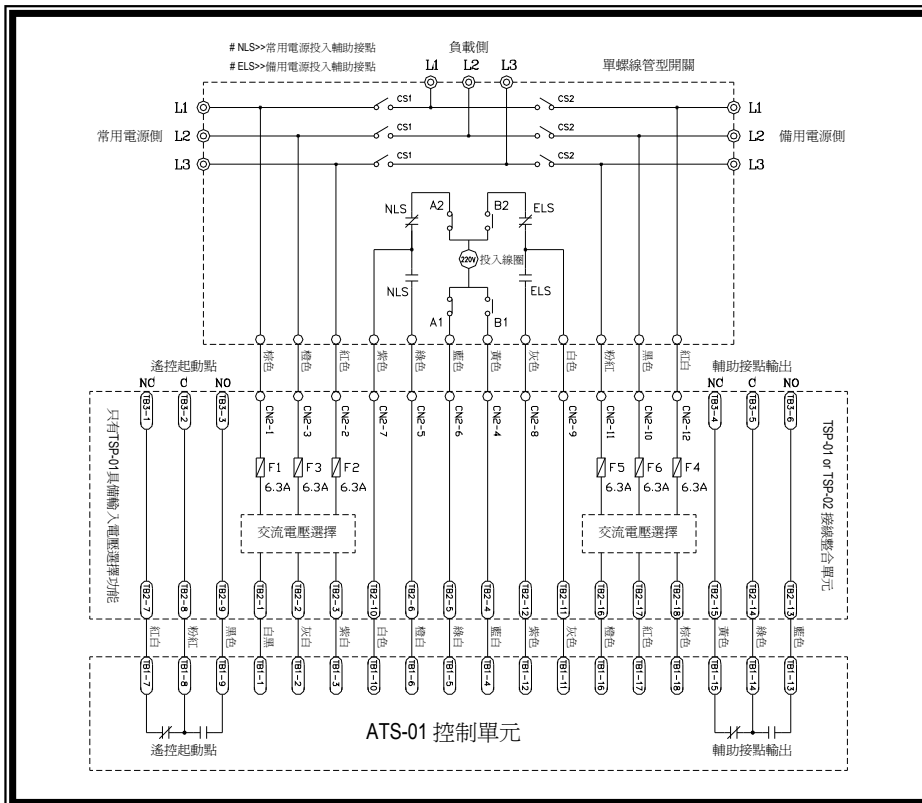 # NLS>>常用電源投入輔助接點
# ELS>>備用電源投入輔助接點
負載側
L1 L2 L3
單螺線管型開關
L1 CS1 CS2 L1
常用電源側 L2 CS1 CS2 L2 備用電源側
L3 CS1 CS2 L3
NLS A2 B2 ELS
220V 投入線圈
NLS ELS
A1 B1
棕色 橙色 紅色 紫色 綠色 藍色 黃色 灰色 白色 粉紅 黑色 紅白
遙控起動點
輔助接點輸出
NC C NO
NC C NO
TB3-1 TB3-2 TB3-3 CN2-1 CN2-3 CN2-2 CN2-7 CN2-5 CN2-6 CN2-4 CN2-8 CN2-9 CN2-11 CN2-10 CN2-12 TB3-4 TB3-5 TB3-6
只有TSP-01具備輸入電壓選擇功能
TSP-01 or TSP-02 接線整合單元
F1 F3 F2 F5 F6 F4
6.3A 6.3A 6.3A 6.3A 6.3A 6.3A
交流電壓選擇
交流電壓選擇
TB2-7 TB2-8 TB2-9 TB2-1 TB2-2 TB2-3 TB2-10 TB2-6 TB2-5 TB2-4 TB2-12 TB2-11 TB2-16 TB2-17 TB2-18 TB2-15 TB2-14 TB2-13
紅白 粉紅 黑色 白黑 灰白 紫白 白色 橙白 綠白 藍白 紫色 灰色 橙色 紅色 棕色 黃色 綠色 藍色
TB1-7 TB1-8 TB1-9 TB1-1 TB1-2 TB1-3 TB1-10 TB1-6 TB1-5 TB1-4 TB1-12 TB1-11 TB1-16 TB1-17 TB1-18 TB1-15 TB1-14 TB1-13
ATS-01 控制單元
遙控起動點
輔助接點輸出